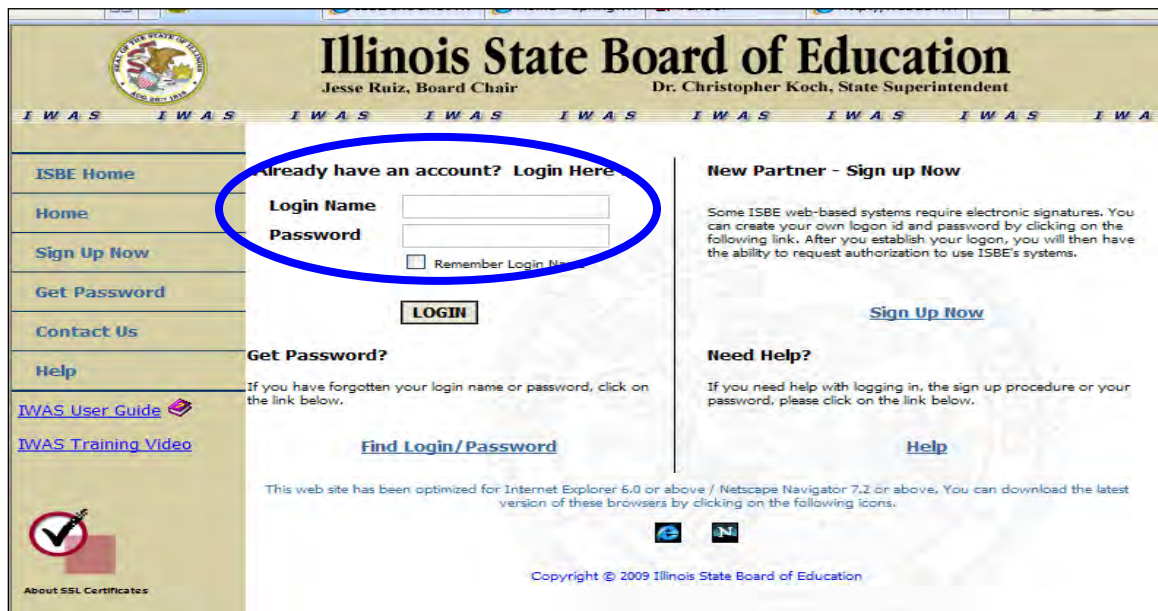 Illinois State Board of Education
Jesse Ruiz, Board Chair Dr. Christopher Koch, State Superintendent
I W A S I W A S I W A S I W A S I W A S I W A S I W A S I W A S I W A
ISBE Home
Home
Sign Up Now
Get Password
Contact Us
Help
IWAS User Guide
IWAS Training Video
About SSL Certificates
Already have an account? Login Here
Login Name
Password
Remember Login Name
LOGIN
Get Password?
If you have forgotten your login name or password, click on
the link below.
Find Login/Password
New Partner - Sign up Now
Some ISBE web-based systems require electronic signatures. You
can create your own logon id and password by clicking on the
following link. After you establish your logon, you will then have
the ability to request authorization to use ISBE's systems.
Sign Up Now
Need Help?
If you need help with logging in, the sign up procedure or your
password, please click on the link below.
Help
This web site has been optimized for Internet Explorer 6.0 or above / Netscape Navigator 7.2 or above. You can download the latest
version of these browsers by clicking on the following icons.
N
Copyright © 2009 Illinois State Board of Education